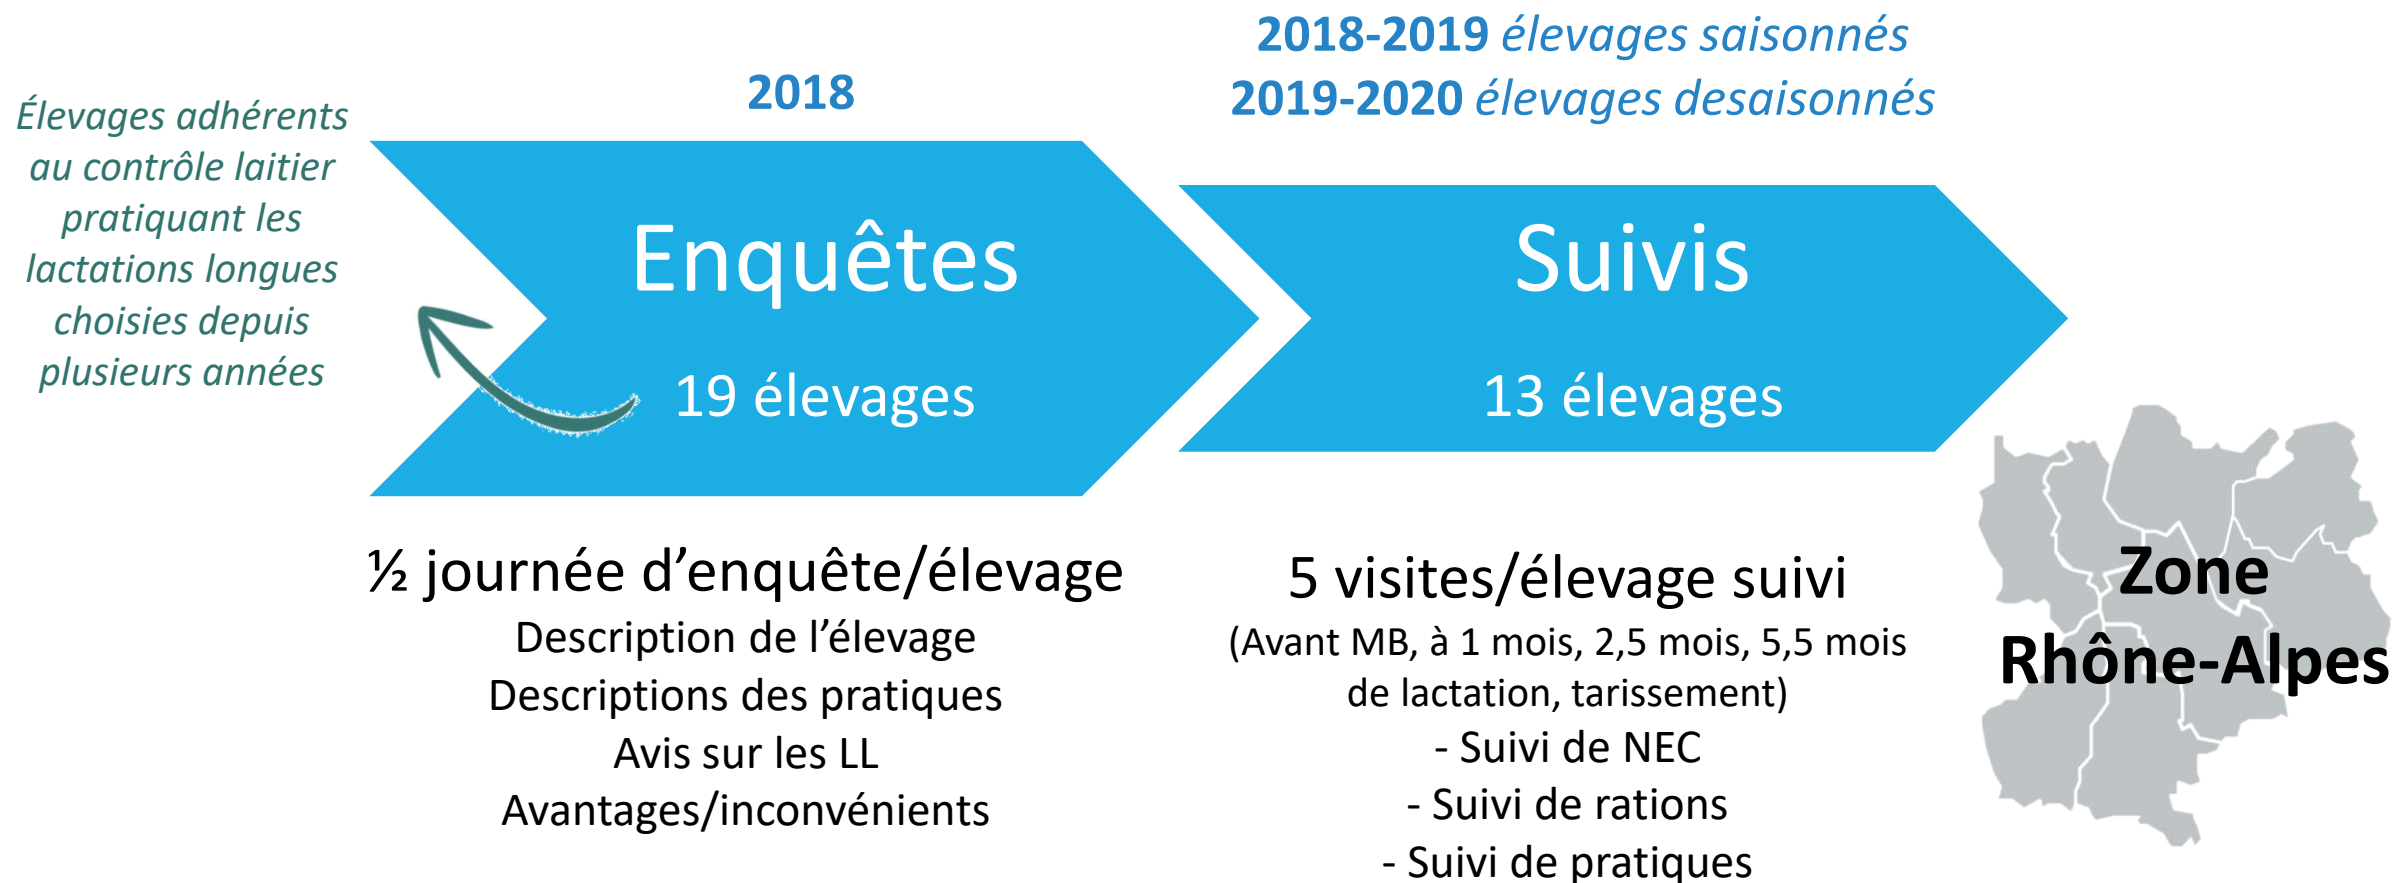 Élevages adhérents
au contrôle laitier
pratiquant les
lactations longues
choisies depuis
plusieurs années
2018
Enquêtes
19 élevages
½ journée d’enquête/élevage
Description de l’élevage
Descriptions des pratiques
Avis sur les LL
Avantages/inconvénients
2018-2019 élevages saisonnés
2019-2020 élevages desaisonnés
Suivis
13 élevages
5 visites/élevage suivi
(Avant MB, à 1 mois, 2,5 mois, 5,5 mois
de lactation, tarissement)
- Suivi de NEC
- Suivi de rations
- Suivi de pratiques
Zone
Rhône-Alpes